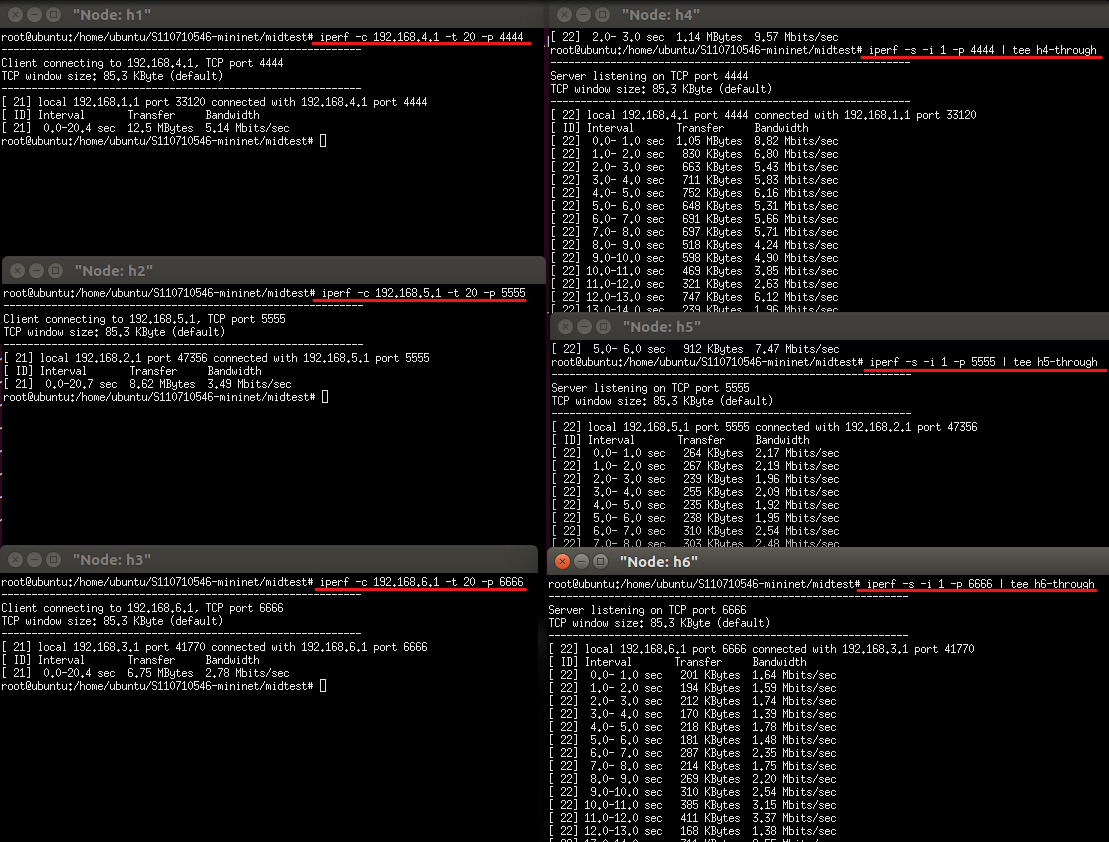 "Node: h1"
root@ubuntu:/home/ubuntu/S110710546-mininet/midtest# iperf -c 192.168.4.1 -t 20 -p 4444
------------------------------------------------------------
Client connecting to 192.168.4.1, TCP port 4444
TCP window size: 85.3 KByte (default)
------------------------------------------------------------
[ 21] local 192.168.1.1 port 33120 connected with 192.168.4.1 port 4444
[ ID] Interval       Transfer     Bandwidth
[ 21]  0.0-20.4 sec  12.5 MBytes  5.14 Mbits/sec
root@ubuntu:/home/ubuntu/S110710546-mininet/midtest#
"Node: h2"
root@ubuntu:/home/ubuntu/S110710546-mininet/midtest# iperf -c 192.168.5.1 -t 20 -p 5555
------------------------------------------------------------
Client connecting to 192.168.5.1, TCP port 5555
TCP window size: 85.3 KByte (default)
------------------------------------------------------------
[ 21] local 192.168.2.1 port 47356 connected with 192.168.5.1 port 5555
[ ID] Interval       Transfer     Bandwidth
[ 21]  0.0-20.7 sec  8.62 MBytes  3.49 Mbits/sec
root@ubuntu:/home/ubuntu/S110710546-mininet/midtest#
"Node: h3"
root@ubuntu:/home/ubuntu/S110710546-mininet/midtest# iperf -c 192.168.6.1 -t 20 -p 6666
------------------------------------------------------------
Client connecting to 192.168.6.1, TCP port 6666
TCP window size: 85.3 KByte (default)
------------------------------------------------------------
[ 21] local 192.168.3.1 port 41770 connected with 192.168.6.1 port 6666
[ ID] Interval       Transfer     Bandwidth
[ 21]  0.0-20.4 sec  6.75 MBytes  2.78 Mbits/sec
root@ubuntu:/home/ubuntu/S110710546-mininet/midtest#
"Node: h4"
[ 22]  2.0- 3.0 sec  1.14 MBytes  9.57 Mbits/sec
root@ubuntu:/home/ubuntu/S110710546-mininet/midtest# iperf -s -i 1 -p 4444 | tee h4-through
------------------------------------------------------------
Server listening on TCP port 4444
TCP window size: 85.3 KByte (default)
------------------------------------------------------------
[ 22] local 192.168.4.1 port 4444 connected with 192.168.1.1 port 33120
[ ID] Interval       Transfer     Bandwidth
[ 22]  0.0- 1.0 sec  1.05 MBytes  8.82 Mbits/sec
[ 22]  1.0- 2.0 sec   830 KBytes  6.80 Mbits/sec
[ 22]  2.0- 3.0 sec   663 KBytes  5.43 Mbits/sec
[ 22]  3.0- 4.0 sec   711 KBytes  5.83 Mbits/sec
[ 22]  4.0- 5.0 sec   752 KBytes  6.16 Mbits/sec
[ 22]  5.0- 6.0 sec   648 KBytes  5.31 Mbits/sec
[ 22]  6.0- 7.0 sec   691 KBytes  5.66 Mbits/sec
[ 22]  7.0- 8.0 sec   697 KBytes  5.71 Mbits/sec
[ 22]  8.0- 9.0 sec   518 KBytes  4.24 Mbits/sec
[ 22]  9.0-10.0 sec   598 KBytes  4.90 Mbits/sec
[ 22] 10.0-11.0 sec   469 KBytes  3.85 Mbits/sec
[ 22] 11.0-12.0 sec   321 KBytes  2.63 Mbits/sec
[ 22] 12.0-13.0 sec   747 KBytes  6.12 Mbits/sec
[ 22] 13.0-14.0 sec   239 KBytes  1.96 Mbits/sec
"Node: h5"
[ 22]  5.0- 6.0 sec   912 KBytes  7.47 Mbits/sec
root@ubuntu:/home/ubuntu/S110710546-mininet/midtest# iperf -s -i 1 -p 5555 | tee h5-through
------------------------------------------------------------
Server listening on TCP port 5555
TCP window size: 85.3 KByte (default)
------------------------------------------------------------
[ 22] local 192.168.5.1 port 5555 connected with 192.168.2.1 port 47356
[ ID] Interval       Transfer     Bandwidth
[ 22]  0.0- 1.0 sec   264 KBytes  2.17 Mbits/sec
[ 22]  1.0- 2.0 sec   267 KBytes  2.19 Mbits/sec
[ 22]  2.0- 3.0 sec   239 KBytes  1.96 Mbits/sec
[ 22]  3.0- 4.0 sec   255 KBytes  2.09 Mbits/sec
[ 22]  4.0- 5.0 sec   235 KBytes  1.92 Mbits/sec
[ 22]  5.0- 6.0 sec   238 KBytes  1.95 Mbits/sec
[ 22]  6.0- 7.0 sec   310 KBytes  2.54 Mbits/sec
[ 22]  7.0- 8.0 sec   303 KBytes  2.48 Mbits/sec
"Node: h6"
root@ubuntu:/home/ubuntu/S110710546-mininet/midtest# iperf -s -i 1 -p 6666 | tee h6-through
------------------------------------------------------------
Server listening on TCP port 6666
TCP window size: 85.3 KByte (default)
------------------------------------------------------------
[ 22] local 192.168.6.1 port 6666 connected with 192.168.3.1 port 41770
[ ID] Interval       Transfer     Bandwidth
[ 22]  0.0- 1.0 sec   201 KBytes  1.64 Mbits/sec
[ 22]  1.0- 2.0 sec   194 KBytes  1.59 Mbits/sec
[ 22]  2.0- 3.0 sec   212 KBytes  1.74 Mbits/sec
[ 22]  3.0- 4.0 sec   170 KBytes  1.39 Mbits/sec
[ 22]  4.0- 5.0 sec   218 KBytes  1.78 Mbits/sec
[ 22]  5.0- 6.0 sec   181 KBytes  1.48 Mbits/sec
[ 22]  6.0- 7.0 sec   287 KBytes  2.35 Mbits/sec
[ 22]  7.0- 8.0 sec   214 KBytes  1.75 Mbits/sec
[ 22]  8.0- 9.0 sec   269 KBytes  2.20 Mbits/sec
[ 22]  9.0-10.0 sec   310 KBytes  2.54 Mbits/sec
[ 22] 10.0-11.0 sec   385 KBytes  3.15 Mbits/sec
[ 22] 11.0-12.0 sec   411 KBytes  3.37 Mbits/sec
[ 22] 12.0-13.0 sec   168 KBytes  1.38 Mbits/sec